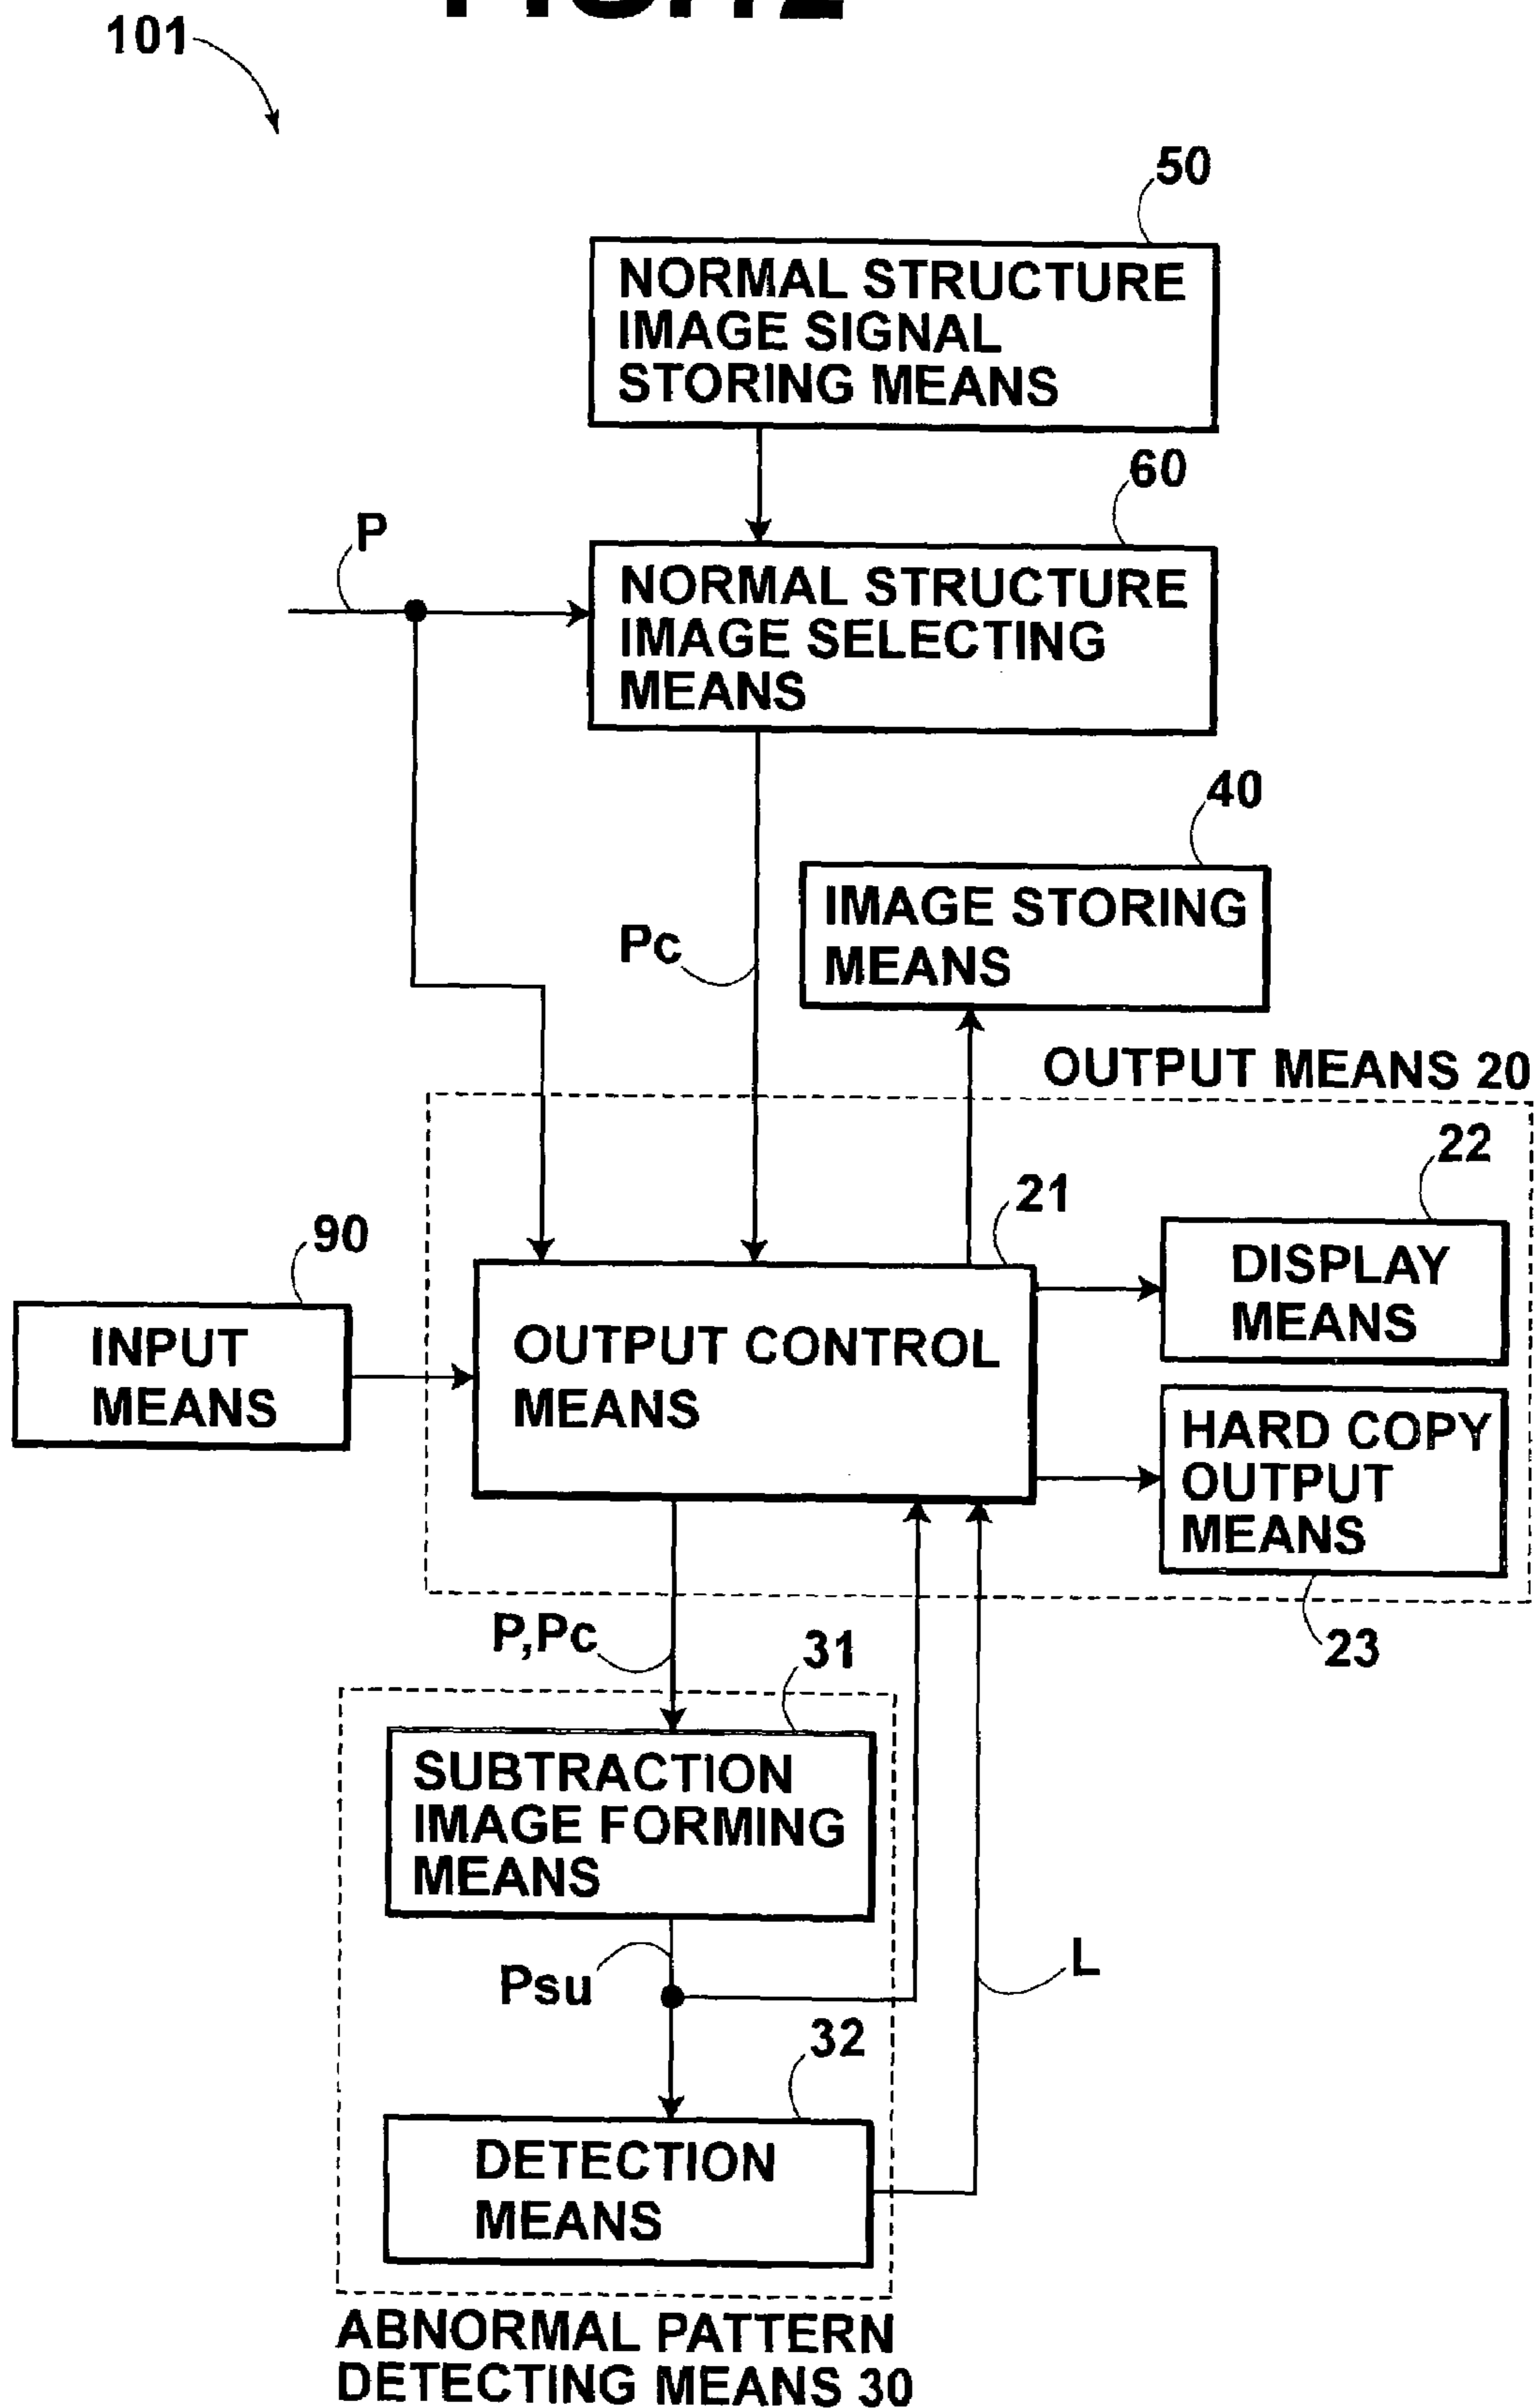 FIG.12
101
50
NORMAL STRUCTURE
IMAGE SIGNAL
STORING MEANS
60
P
NORMAL STRUCTURE
IMAGE SELECTING
MEANS
40
IMAGE STORING
MEANS
Pc
OUTPUT MEANS 20
22
21
DISPLAY
MEANS
90
INPUT
MEANS
OUTPUT CONTROL
MEANS
HARD COPY
OUTPUT
MEANS
23
P,Pc
31
SUBTRACTION
IMAGE FORMING
MEANS
Psu
L
32
DETECTION
MEANS
ABNORMAL PATTERN
DETECTING MEANS 30